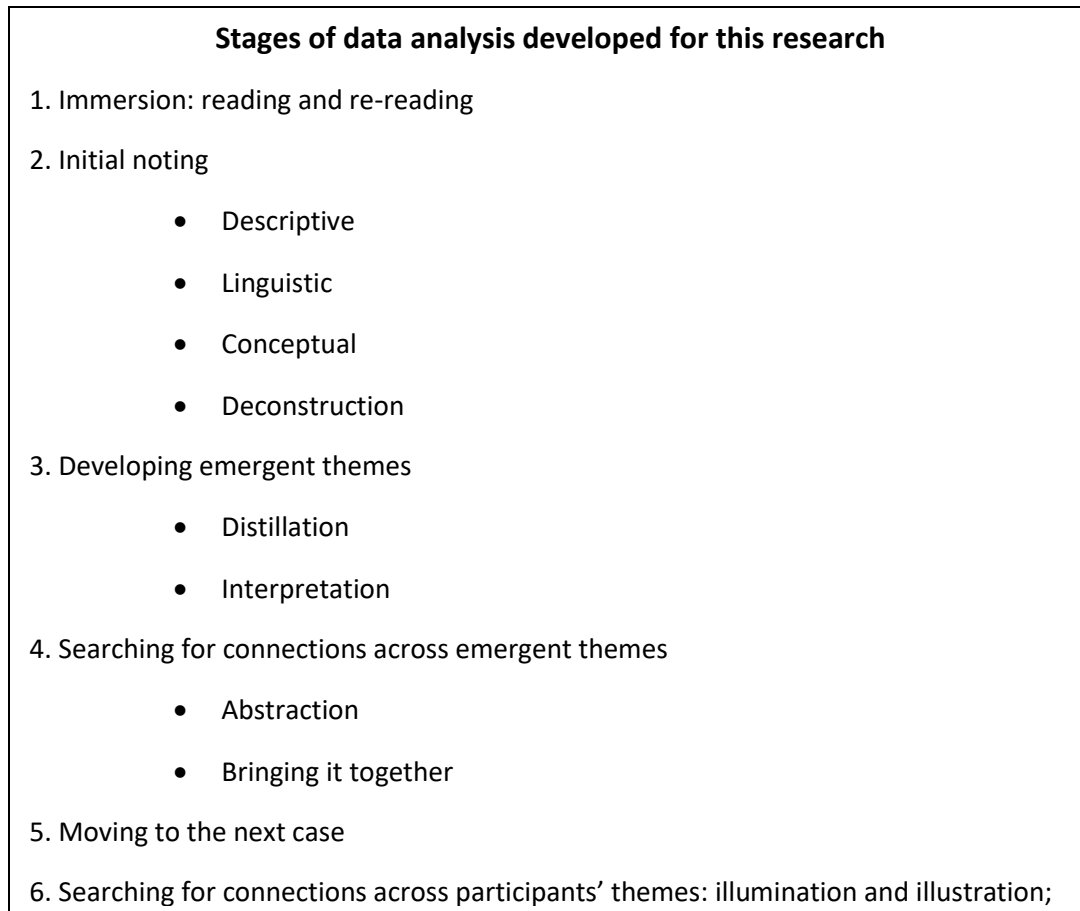 Stages of data analysis developed for this research
1. Immersion: reading and re-reading
2. Initial noting
• Descriptive
• Linguistic
• Conceptual
• Deconstruction
3. Developing emergent themes
• Distillation
• Interpretation
4. Searching for connections across emergent themes
• Abstraction
• Bringing it together
5. Moving to the next case
6. Searching for connections across participants’ themes: illumination and illustration;